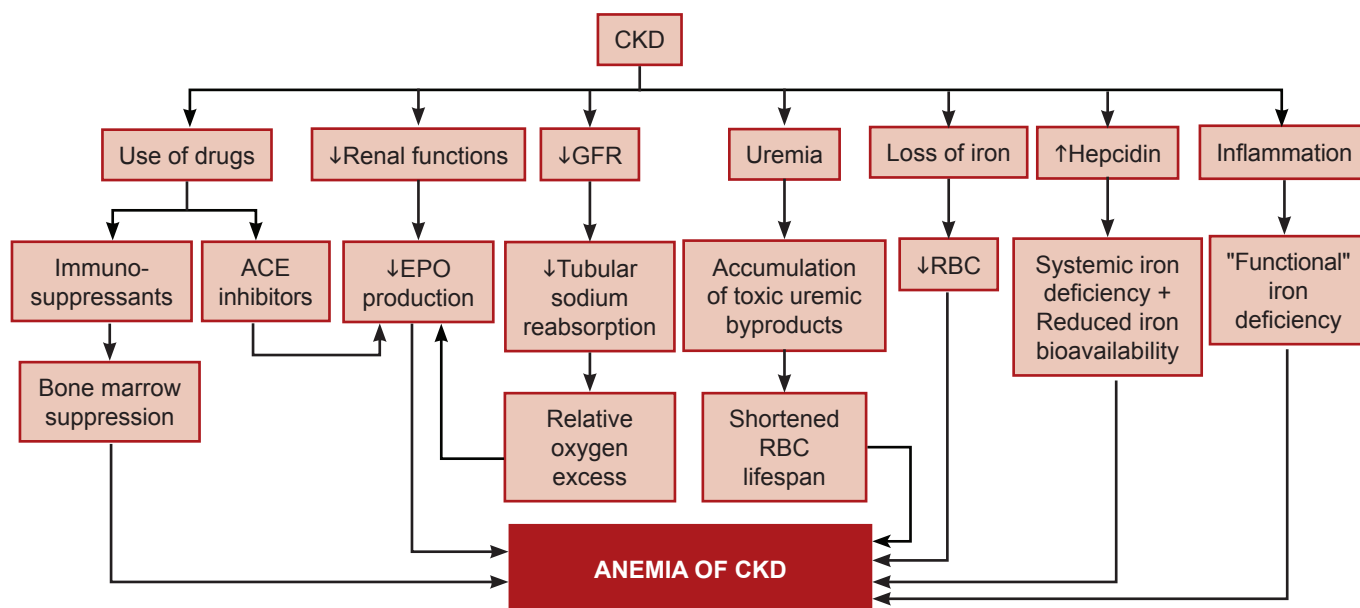 CKD
Use of drugs
↓Renal functions
↓GFR
Uremia
Loss of iron
↑Hepcidin
Inflammation
Immuno-
suppressants
ACE
inhibitors
↓EPO
production
↓Tubular
sodium
reabsorption
Accumulation
of toxic uremic
byproducts
↓RBC
Systemic iron
deficiency +
Reduced iron
bioavailability
"Functional"
iron
deficiency
Bone marrow
suppression
Relative
oxygen
excess
Shortened
RBC
lifespan
ANEMIA OF CKD